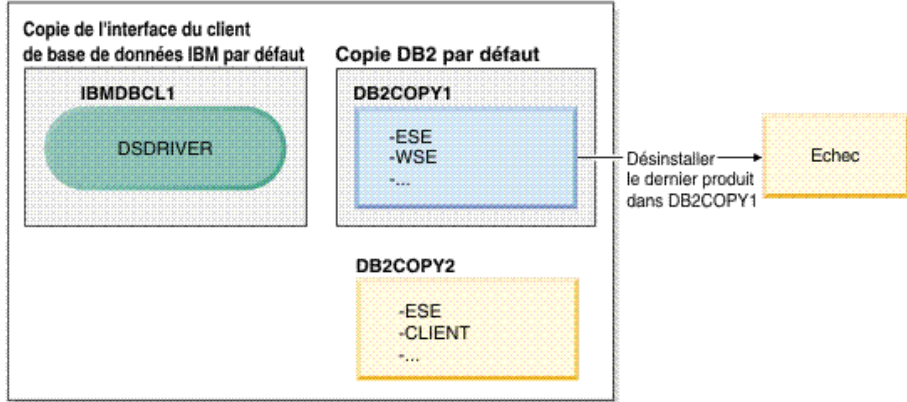 Copie de l'interface du client
de base de données IBM par défaut
IBMDBCL1
DSDRIVER
Copie DB2 par défaut
DB2COPY1
-ESE
-WSE
-...
Désinstaller
le dernier produit
dans DB2COPY1
Echec
DB2COPY2
-ESE
-CLIENT
-...